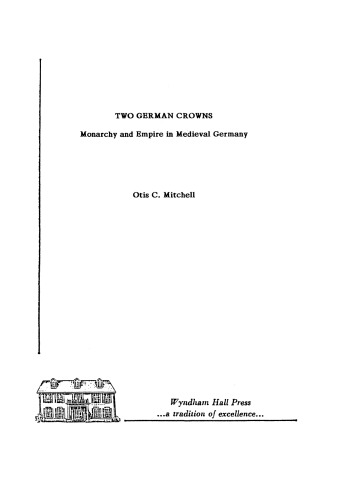 TWO GERMAN CROWNS
Monarchy and Empire in Medieval Germany
Otis C. Mitchell
Wyndham Hall Press
...a tradition of excellence...